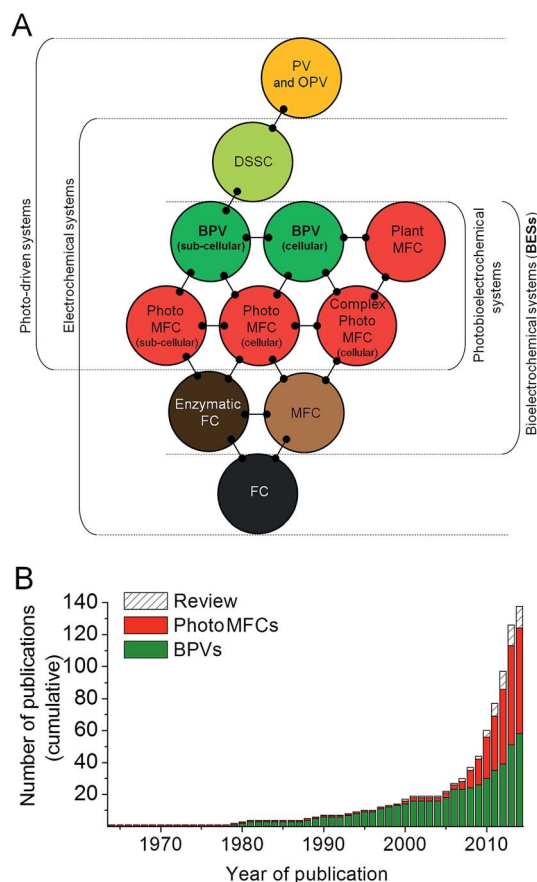 A
PV
and OPV
DSSC
BPV
(sub-cellular)
BPV
(cellular)
Plant
MFC
Photo
MFC
(sub-cellular)
Photo
MFC
(cellular)
Complex
Photo
MFC
(cellular)
Enzymatic
FC
MFC
FC
Photo-driven systems
Electrochemical systems
Photobioelectrochemical
systems
Bioelectrochemical systems (BESs)
B
Review
PhotoMFCs
BPVs
Number of publications
(cumulative)
140
120
100
80
60
40
20
1970
1980
1990
2000
2010
Year of publication